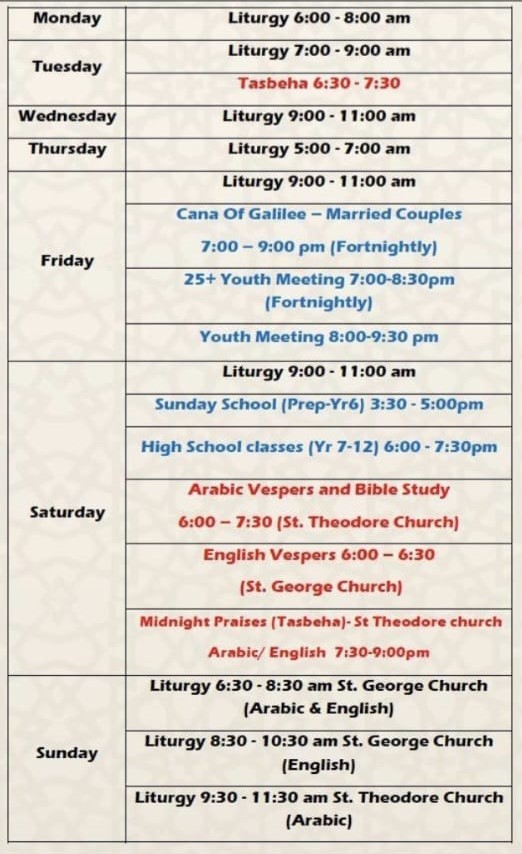 Monday
Liturgy 6:00 - 8:00 am
Tuesday
Liturgy 7:00 - 9:00 am
Tasbeha 6:30 - 7:30
Wednesday
Liturgy 9:00 - 11:00 am
Thursday
Liturgy 5:00 - 7:00 am
Friday
Liturgy 9:00 - 11:00 am
Cana Of Galilee – Married Couples
7:00 – 9:00 pm (Fortnightly)
25+ Youth Meeting 7:00-8:30pm
(Fortnightly)
Youth Meeting 8:00-9:30 pm
Saturday
Liturgy 9:00 - 11:00 am
Sunday School (Prep-Yr6) 3:30 - 5:00pm
High School classes (Yr 7-12) 6:00 - 7:30pm
Arabic Vespers and Bible Study
6:00 – 7:30 (St. Theodore Church)
English Vespers 6:00 – 6:30
(St. George Church)
Midnight Praises (Tasbeha)- St Theodore church
Arabic/ English 7:30-9:00pm
Sunday
Liturgy 6:30 - 8:30 am St. George Church
(Arabic & English)
Liturgy 8:30 - 10:30 am St. George Church
(English)
Liturgy 9:30 - 11:30 am St. Theodore Church
(Arabic)